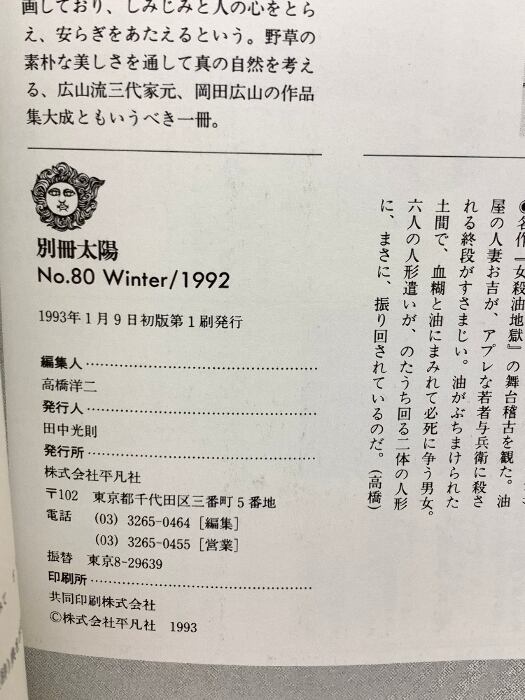 画しており、しみじみと人の心をとら
え、安らぎをあたえるという。野草の
素朴な美しさを通して真の自然を考え
る、広山流三代家元、岡田広山の作品
集大成ともいうべき一冊。
別冊太陽
No.80 Winter/1992
1993年1月9日初版第1刷発行
編集人
高橋洋二
発行人
田中光則
発行所
株式会社平凡社
〒102 東京都千代田区三番町5番地
電話 (03) 3265-0464 [編集]
(03) 3265-0455 [営業]
振替 東京8-29639
印刷所
共同印刷株式会社
©株式会社平凡社 1993
●名作『女殺油地獄』の舞台稽古を観た。油
屋の人妻お吉が、アプレな若者与兵衛に殺さ
れる終段がすさまじい。油がぶちまけられた
土間で、血糊と油にまみれて必死に争う男女。
六人の人形遣いが、のたうち回る二体の人形
に、まさに、振り回されているのだ。(高橋)